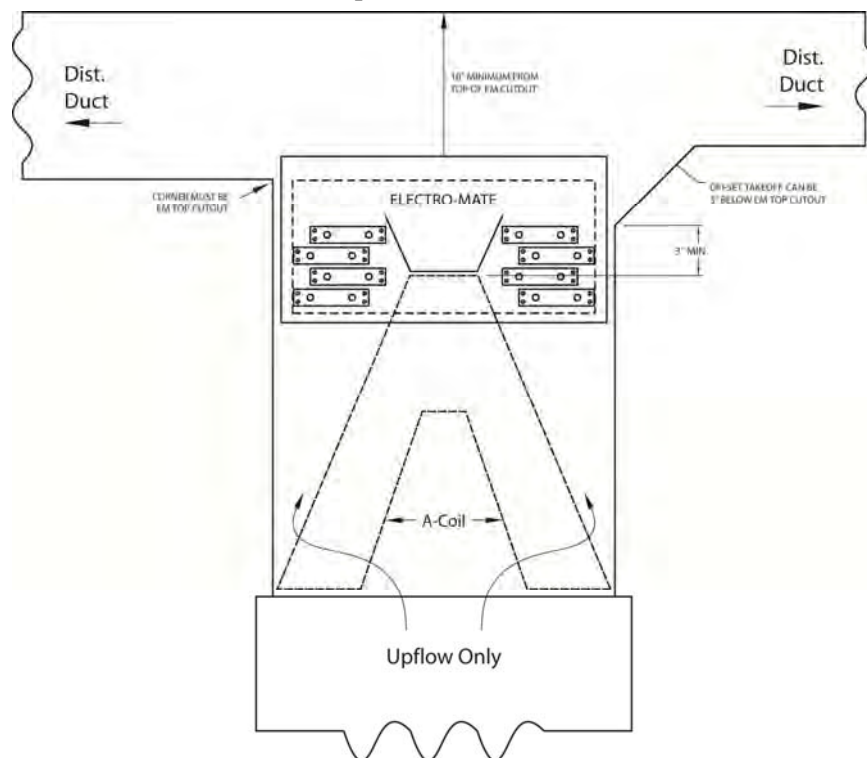 Dist.
Duct
18" MINIMUM FROM
TOP OF EM CUTOUT
Dist.
Duct
CORNER MUST BE
EM TOP CUTOUT
ELECTRO-MATE
OFFSET TAKEOFF CAN BE
3" BELOW EM TOP CUTOUT
3" MIN.
A-Coil
Upflow Only